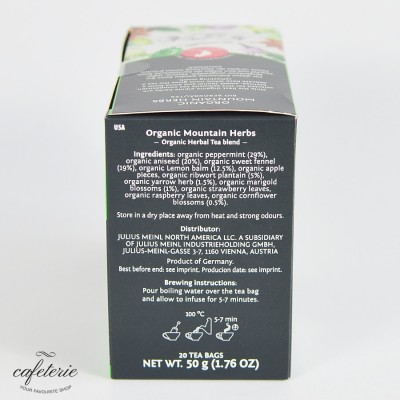 ORGANIC
MOUNTAIN HERBS
USA
Organic Mountain Herbs
— Organic Herbal Tea blend —
Ingredients: organic peppermint (29%),
organic aniseed (20%), organic sweet fennel
(19%), organic Lemon balm (12.5%), organic apple
pieces, organic ribwort plantain (5%),
organic yarrow herb (1.5%), organic marigold
blossoms (1%), organic strawberry leaves,
organic raspberry leaves, organic cornflower
blossoms (0.5%).
Store in a dry place away from heat and strong odours.
Distributor:
JULIUS MEINL NORTH AMERICA LLC. A SUBSIDIARY
OF JULIUS MEINL INDUSTRIEHOLDING GMBH,
JULIUS-MEINL-GASSE 3-7, 1160 VIENNA, AUSTRIA
Product of Germany.
Best before end: see imprint. Producion date: see imprint.
Brewing instructions:
Pour boiling water over the tea bag
and allow to infuse for 5-7 minutes.
100 °C
5-7 min
20 TEA BAGS
NET WT. 50 g (1.76 OZ)
cafeterie
YOUR FAVOURITE SHOP